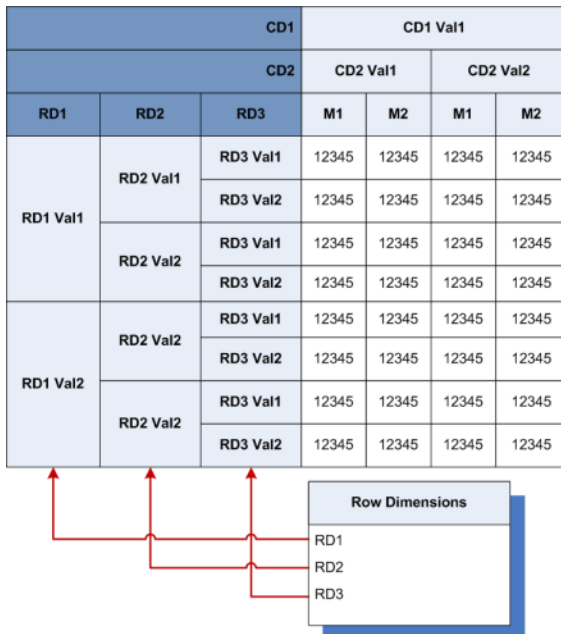 CD1 CD1 Val1
CD2 CD2 Val1 CD2 Val2
RD1 RD2 RD3 M1 M2 M1 M2
RD1 Val1 RD2 Val1 RD3 Val1 12345 12345 12345 12345
RD3 Val2 12345 12345 12345 12345
RD2 Val2 RD3 Val1 12345 12345 12345 12345
RD3 Val2 12345 12345 12345 12345
RD1 Val2 RD2 Val2 RD3 Val1 12345 12345 12345 12345
RD3 Val2 12345 12345 12345 12345
RD2 Val2 RD3 Val1 12345 12345 12345 12345
RD3 Val2 12345 12345 12345 12345
Row Dimensions
RD1
RD2
RD3